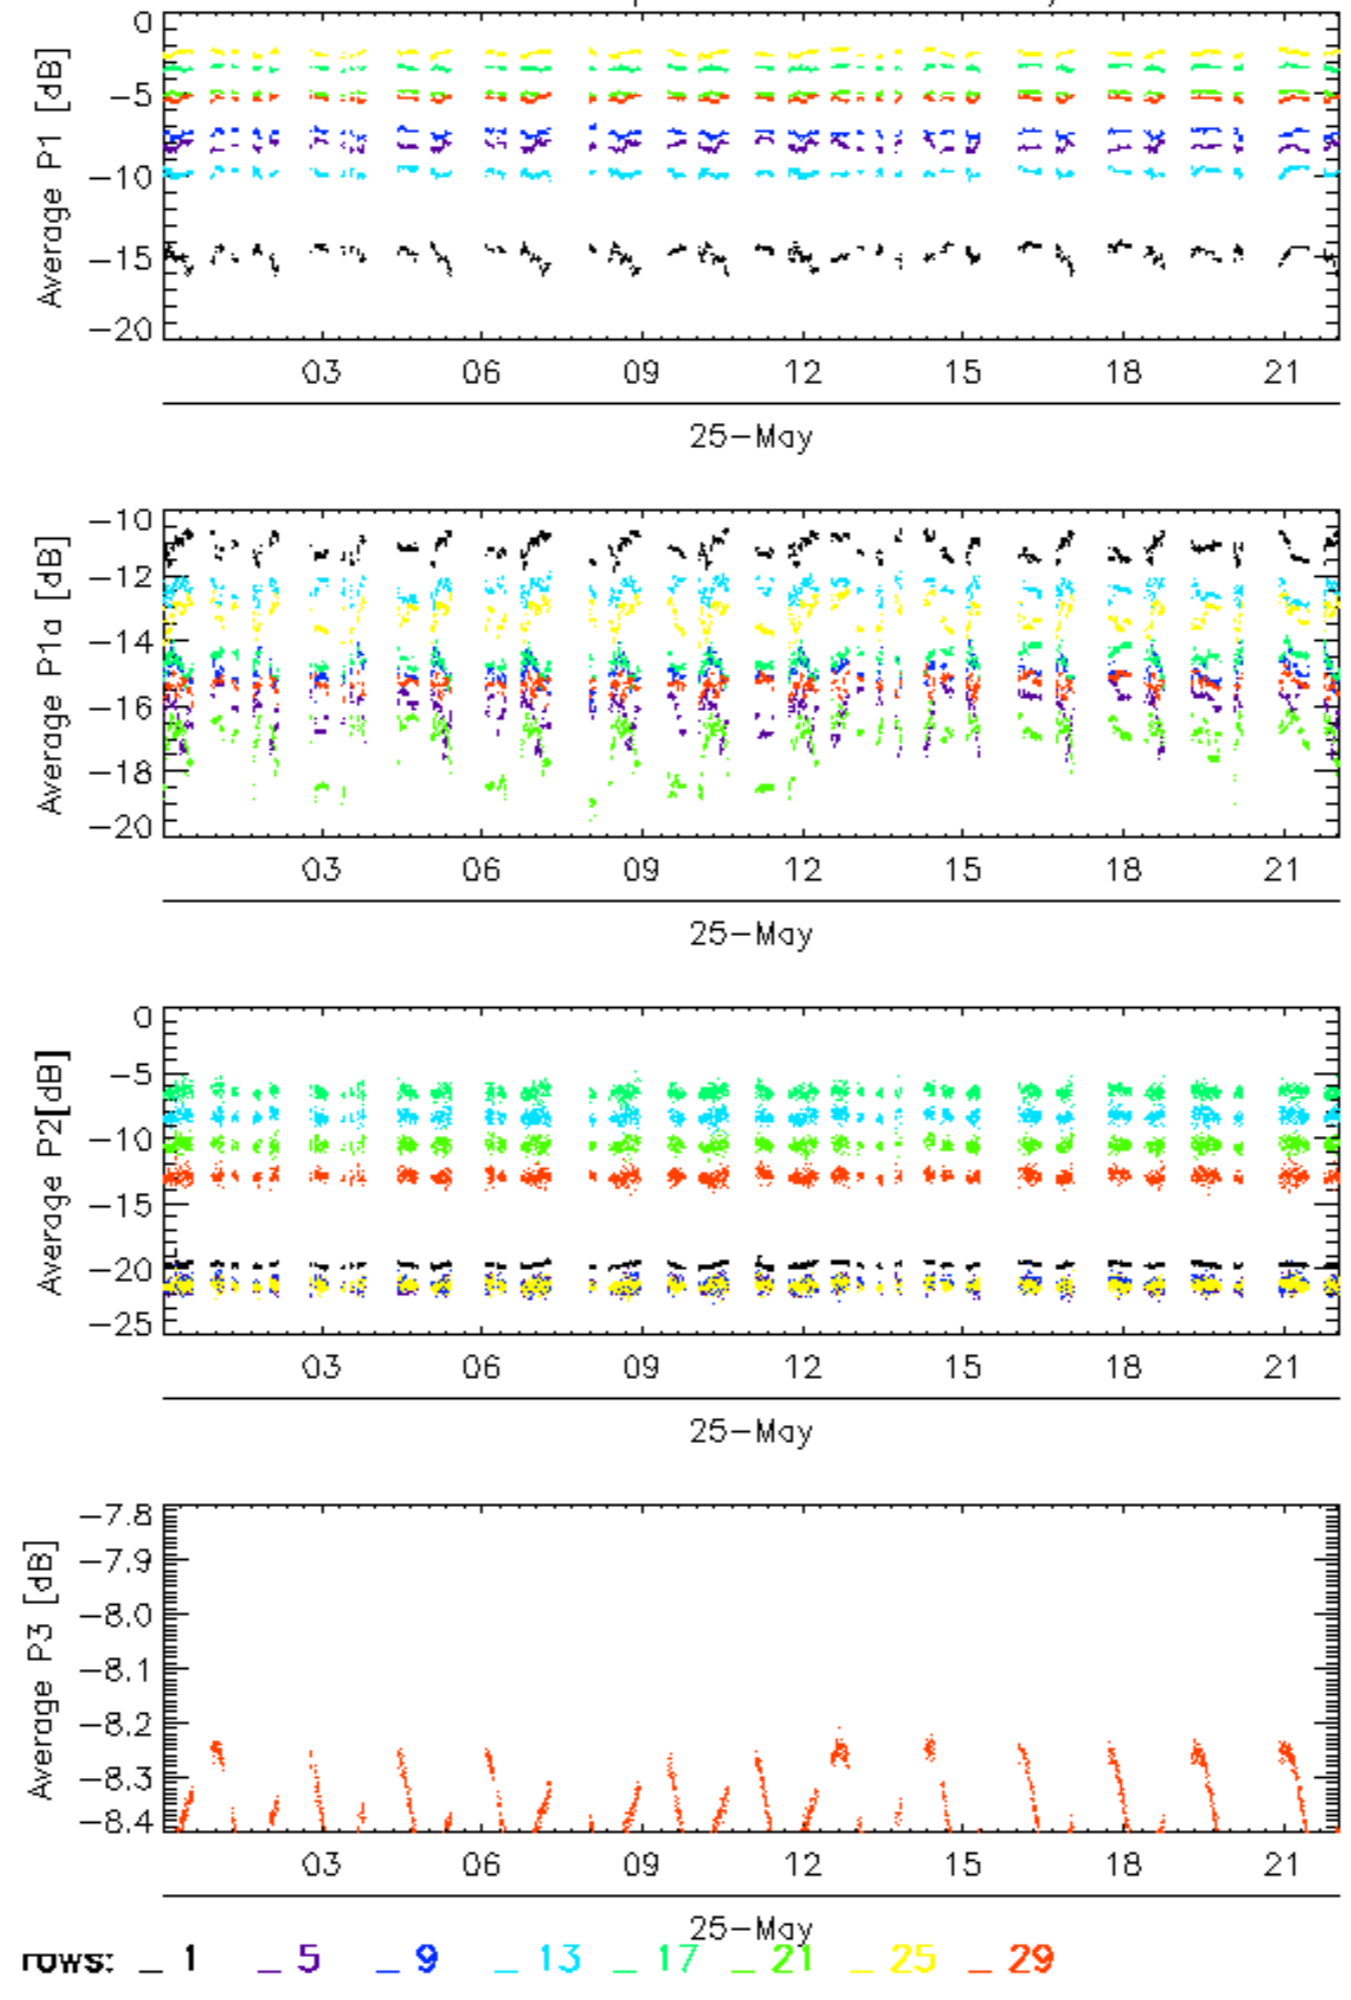 0
−5
−10
−15
−20
Average P1 [dB]
03 06 09 12 15 18 21
25−May
−10
−12
−14
−16
−18
−20
Average P1a [dB]
03 06 09 12 15 18 21
25−May
0
−5
−10
−15
−20
−25
Average P2[dB]
03 06 09 12 15 18 21
25−May
−7.8
−7.9
−8.0
−8.1
−8.2
−8.3
−8.4
Average P3 [dB]
03 06 09 12 15 18 21
25−May
rows: _ 1 _ 5 _ 9 _ 13 _ 17 _ 21 _ 25 _ 29